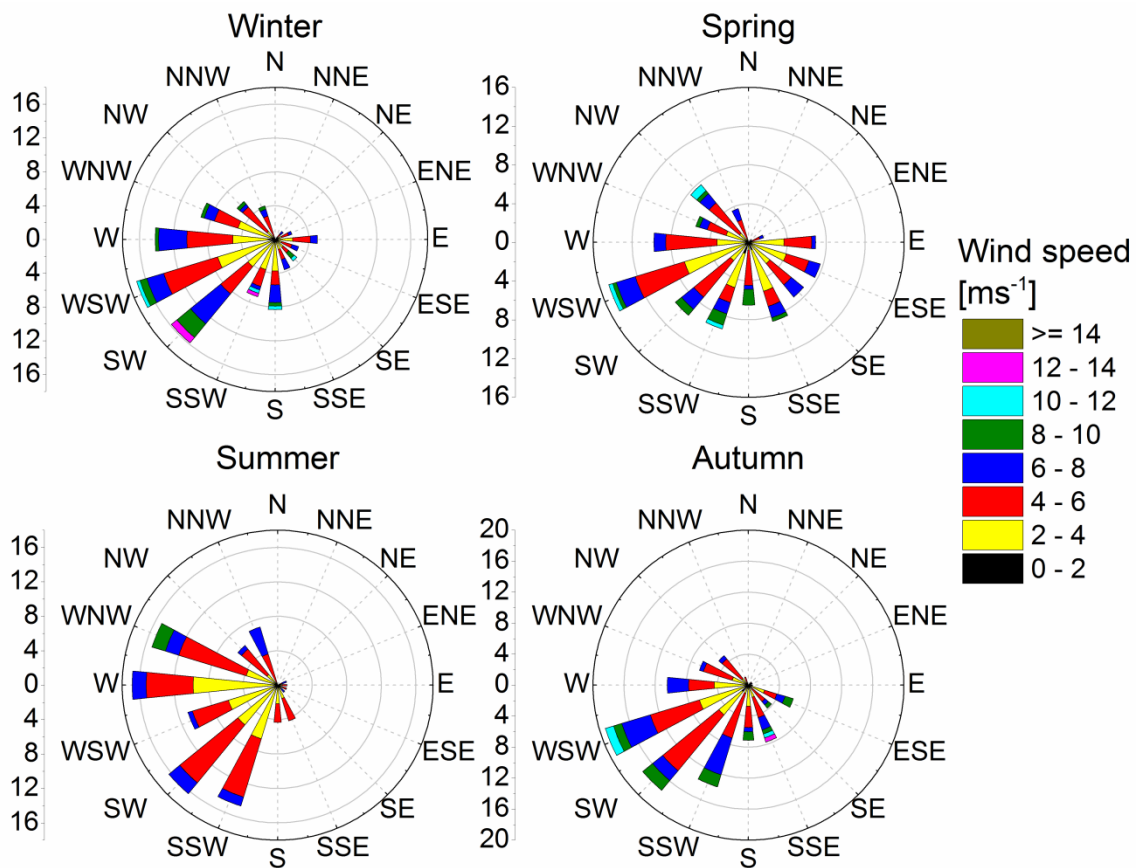 Winter
N
NNE
NE
ENE
E
ESE
SE
SSE
S
SSW
SW
WSW
W
WNW
NW
NNW
16
12
8
4
0
4
8
12
16
Spring
N
NNE
NE
ENE
E
ESE
SE
SSE
S
SSW
SW
WSW
W
WNW
NW
NNW
16
12
8
4
0
4
8
12
16
Summer
N
NNE
NE
ENE
E
ESE
SE
SSE
S
SSW
SW
WSW
W
WNW
NW
NNW
16
12
8
4
0
4
8
12
16
Autumn
N
NNE
NE
ENE
E
ESE
SE
SSE
S
SSW
SW
WSW
W
WNW
NW
NNW
20
16
12
8
4
0
4
8
12
16
20
Wind speed
[ms⁻¹]
>= 14
12 - 14
10 - 12
8 - 10
6 - 8
4 - 6
2 - 4
0 - 2